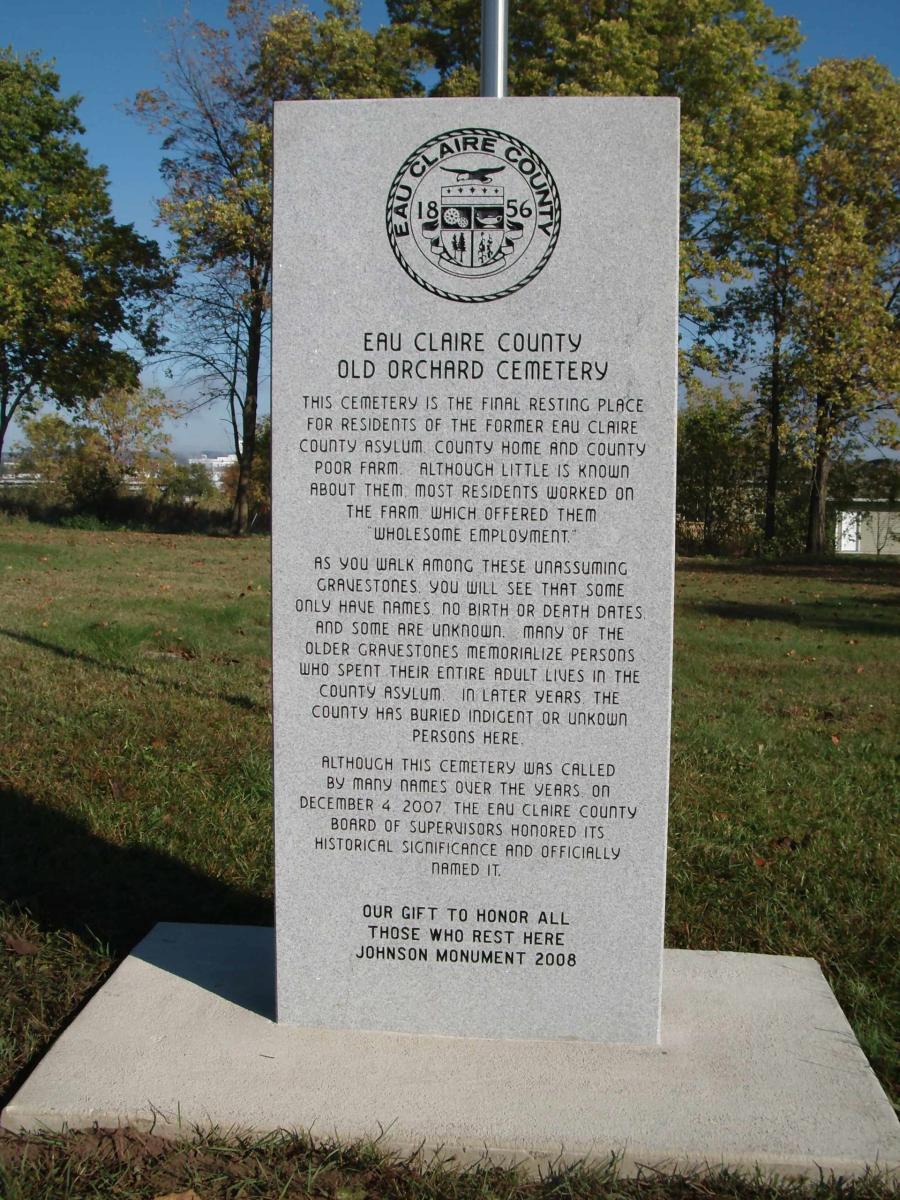 EAU CLAIRE COUNTY
18 56
EAU CLAIRE COUNTY
OLD ORCHARD CEMETERY
THIS CEMETERY IS THE FINAL RESTING PLACE
FOR RESIDENTS OF THE FORMER EAU CLAIRE
COUNTY ASYLUM, COUNTY HOME AND COUNTY
POOR FARM. ALTHOUGH LITTLE IS KNOWN
ABOUT THEM, MOST RESIDENTS WORKED ON
THE FARM WHICH OFFERED THEM
"WHOLESOME EMPLOYMENT."
AS YOU WALK AMONG THESE UNASSUMING
GRAVESTONES, YOU WILL SEE THAT SOME
ONLY HAVE NAMES, NO BIRTH OR DEATH DATES,
AND SOME ARE UNKNOWN. MANY OF THE
OLDER GRAVESTONES MEMORIALIZE PERSONS
WHO SPENT THEIR ENTIRE ADULT LIVES IN THE
COUNTY ASYLUM. IN LATER YEARS, THE
COUNTY HAS BURIED INDIGENT OR UNKOWN
PERSONS HERE.
ALTHOUGH THIS CEMETERY WAS CALLED
BY MANY NAMES OVER THE YEARS, ON
DECEMBER 4, 2007, THE EAU CLAIRE COUNTY
BOARD OF SUPERVISORS HONORED ITS
HISTORICAL SIGNIFICANCE AND OFFICIALLY
NAMED IT.
OUR GIFT TO HONOR ALL
THOSE WHO REST HERE
JOHNSON MONUMENT 2008